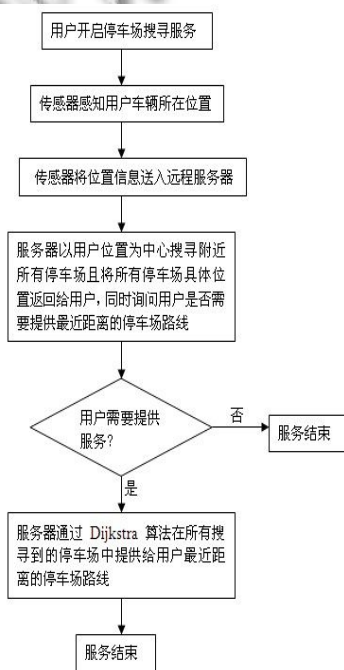 用户开启停车场搜寻服务
传感器感知用户车辆所在位置
传感器将位置信息送入远程服务器
服务器以用户位置为中心搜寻附近
所有停车场且将所有停车场具体位
置返回给用户，同时询问用户是否需
要提供最近距离的停车场路线
用户需要提供
服务？
否
服务结束
是
服务器通过 Dijkstra 算法在所有搜
寻到的停车场中提供给用户最近距
离的停车场路线
服务结束